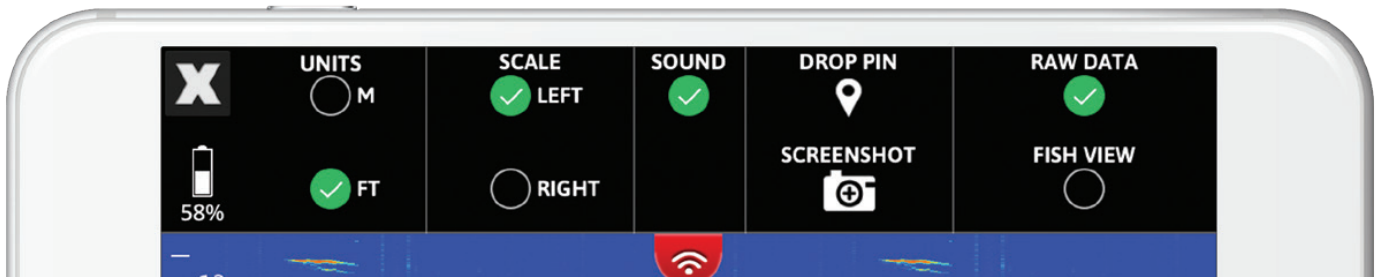 X
UNITS
M
FT
SCALE
LEFT
RIGHT
SOUND
DROP PIN
SCREENSHOT
RAW DATA
FISH VIEW
58%